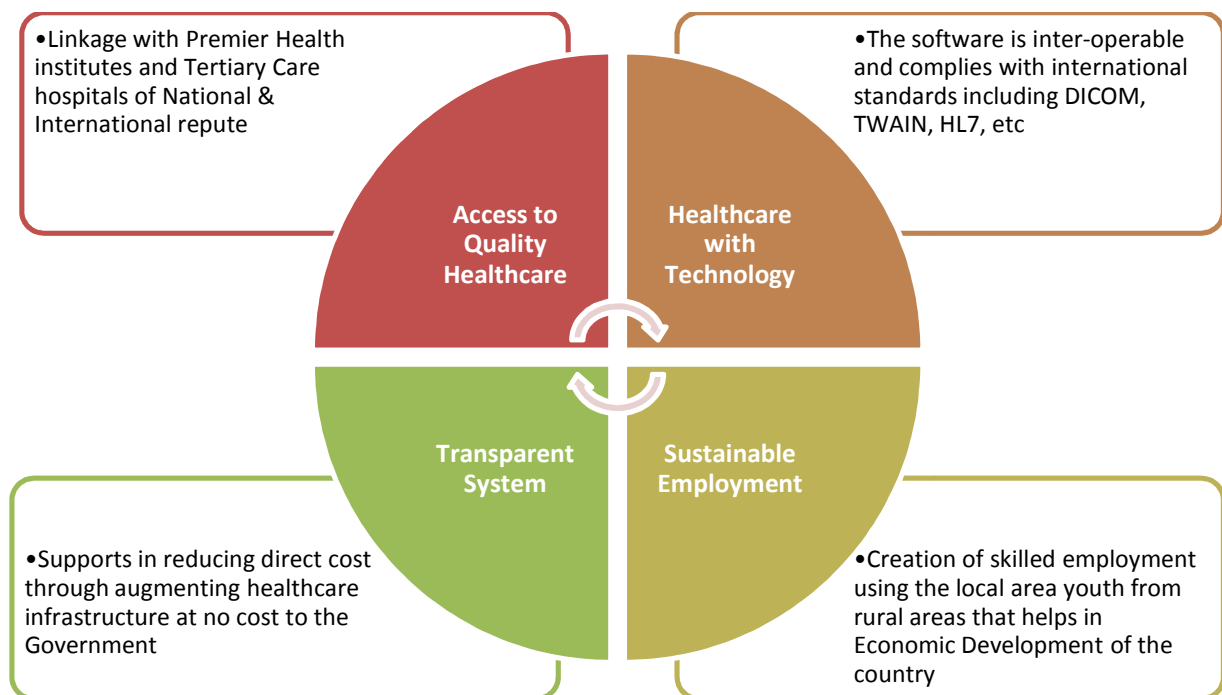 •Linkage with Premier Health
institutes and Tertiary Care
hospitals of National &
International repute
•The software is inter-operable
and complies with international
standards including DICOM,
TWAIN, HL7, etc
Access to
Quality
Healthcare
Healthcare
with
Technology
Transparent
System
Sustainable
Employment
•Supports in reducing direct cost
through augmenting healthcare
infrastructure at no cost to the
Government
•Creation of skilled employment
using the local area youth from
rural areas that helps in
Economic Development of the
country